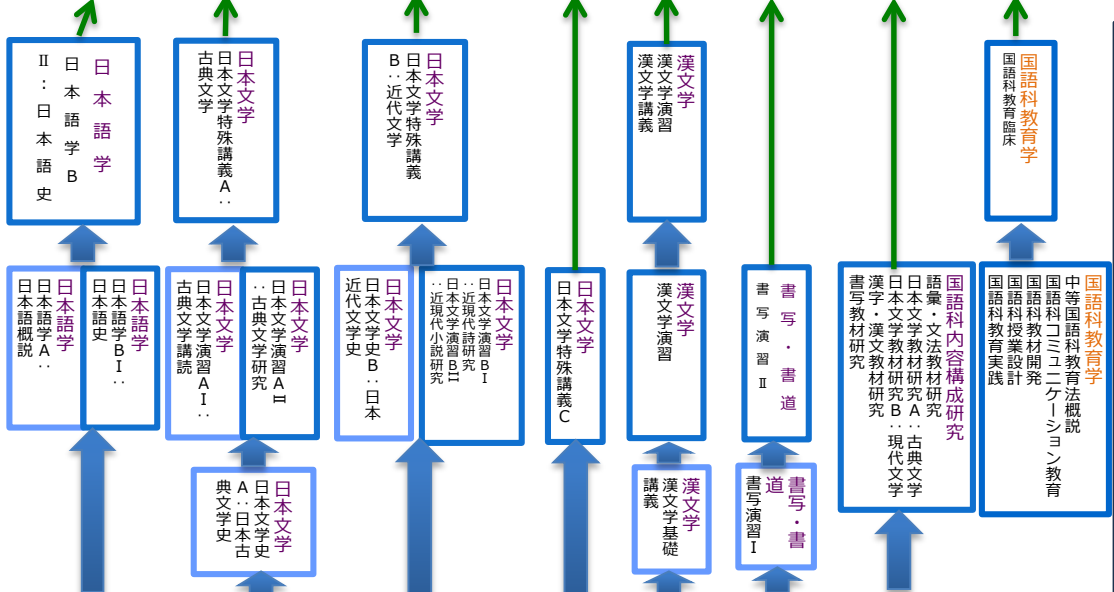 日本語学
日本語学B
Ⅱ：日本語史
日本文学
日本文学特殊講義A：
古典文学
日本文学
日本文学特殊講義
B：近代文学
漢文学
漢文学演習
漢文学講義
国語科教育学
国語科教育臨床
日本語学
日本語学A：
日本語概説
日本語学
日本語学BⅠ：
日本語史
日本文学
日本文学演習AⅠ：
古典文学講読
日本文学
日本文学演習AⅡ
：古典文学研究
日本文学
日本文学史B：日本
近代文学史
日本文学
日本文学演習BⅠ
：近現代詩研究
日本文学演習BⅡ
：近現代小説研究
日本文学
日本文学特殊講義C
漢文学
漢文学演習
書写・書道
書写演習Ⅱ
国語科内容構成研究
語彙・文法教材研究
日本文学教材研究A：古典文学
日本文学教材研究B：現代文学
漢字・漢文教材研究
書写教材研究
国語科教育学
中等国語科教育法概説
国語科コミュニケーション教育
国語科教材開発
国語科授業設計
国語科教育実践
日本文学
日本文学史
A：日本古
典文学史
漢文学
漢文学基礎
講義
書写・書
道
書写演習Ⅰ